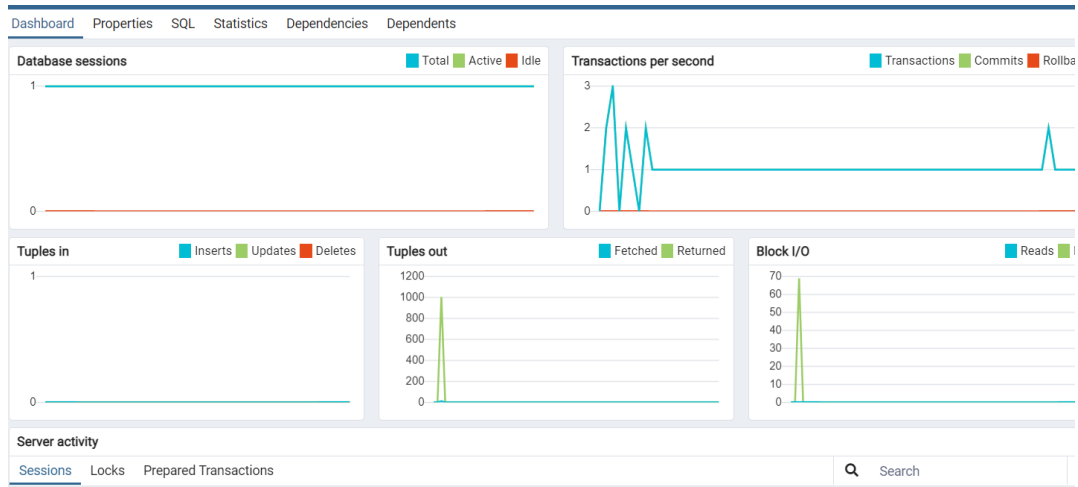 Dashboard Properties SQL Statistics Dependencies Dependents
Database sessions Total Active Idle
1
0
Transactions per second Transactions Commits Rollba
3
2
1
0
Tuples in Inserts Updates Deletes
1
0
Tuples out Fetched Returned
1200
1000
800
600
400
200
0
Block I/O Reads
70
60
50
40
30
20
10
0
Server activity
Sessions Locks Prepared Transactions Search